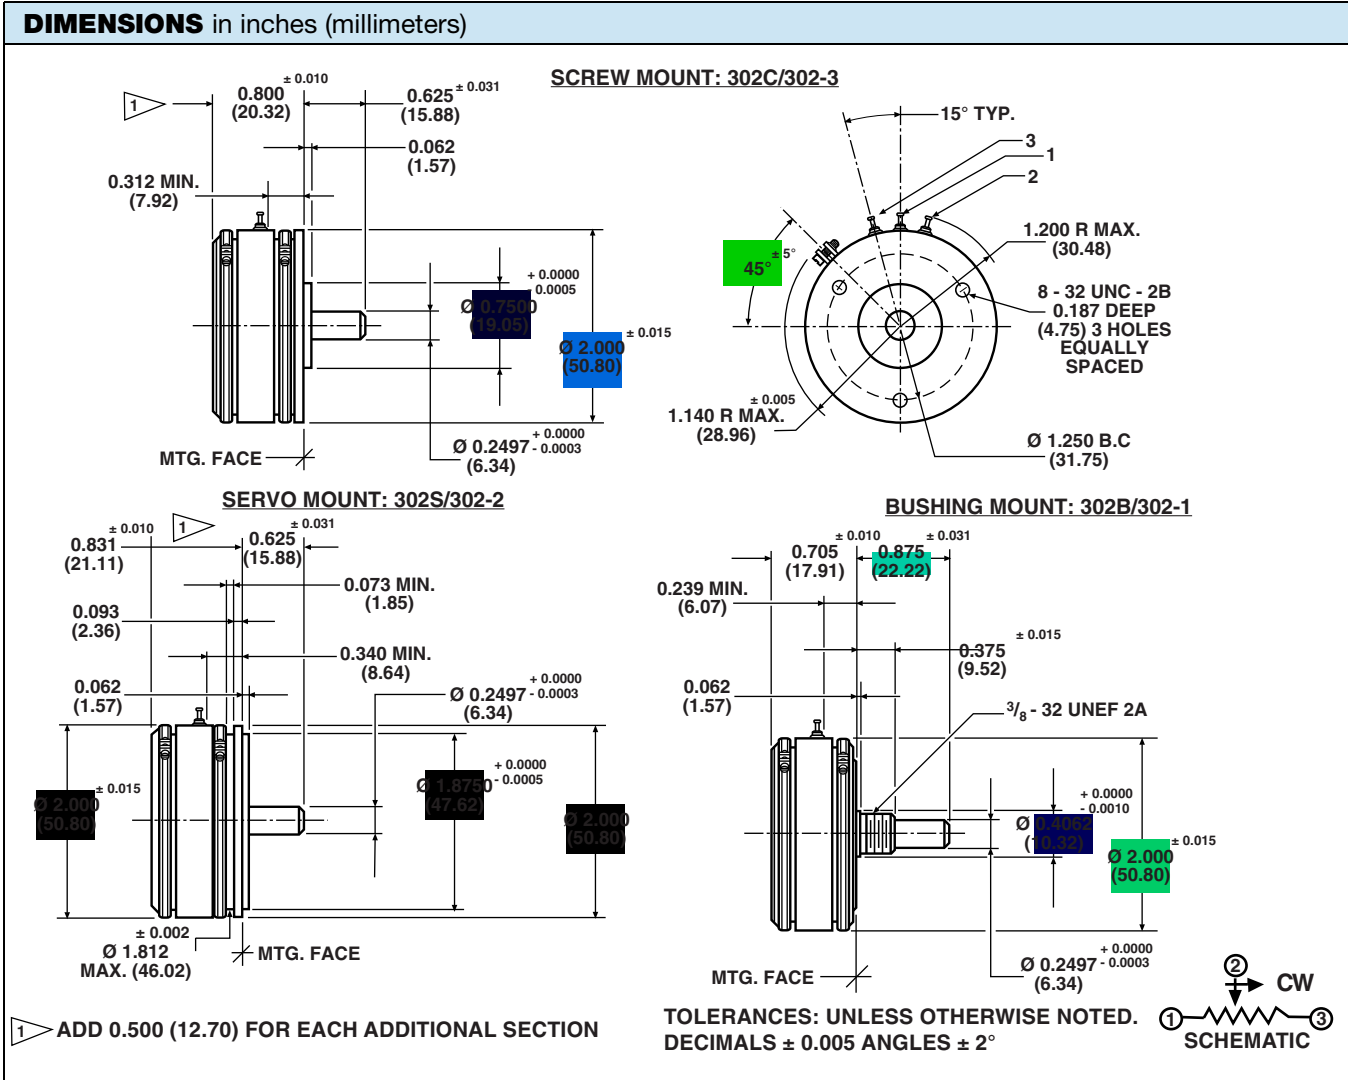 DIMENSIONS in inches (millimeters)
SCREW MOUNT: 302C/302-3
1
0.800 ± 0.010
(20.32)
0.625 ± 0.031
(15.88)
0.062
(1.57)
0.312 MIN.
(7.92)
Ø 0.7500 + 0.0000 - 0.0005
(19.05)
Ø 2.000 ± 0.015
(50.80)
Ø 0.2497 + 0.0000 - 0.0003
(6.34)
MTG. FACE
15° TYP.
3
1
2
45° ± 5°
1.200 R MAX.
(30.48)
8 - 32 UNC - 2B
0.187 DEEP
(4.75) 3 HOLES
EQUALLY
SPACED
± 0.005
1.140 R MAX.
(28.96)
Ø 1.250 B.C
(31.75)
SERVO MOUNT: 302S/302-2
0.831 ± 0.010
(21.11)
1
0.625 ± 0.031
(15.88)
0.073 MIN.
(1.85)
0.093
(2.36)
0.340 MIN.
(8.64)
0.062
(1.57)
Ø 0.2497 + 0.0000 - 0.0003
(6.34)
Ø 2.000 ± 0.015
(50.80)
Ø 1.8750 + 0.0000 - 0.0005
(47.62)
Ø 2.000
(50.80)
± 0.002
Ø 1.812
MAX. (46.02)
MTG. FACE
BUSHING MOUNT: 302B/302-1
0.705 ± 0.010
(17.91)
0.875 ± 0.031
(22.22)
0.239 MIN.
(6.07)
0.375 ± 0.015
(9.52)
0.062
(1.57)
3/8 - 32 UNEF 2A
Ø 0.4062 + 0.0000 - 0.0010
(10.32)
Ø 2.000 ± 0.015
(50.80)
Ø 0.2497 + 0.0000 - 0.0003
(6.34)
MTG. FACE
1 ADD 0.500 (12.70) FOR EACH ADDITIONAL SECTION
TOLERANCES: UNLESS OTHERWISE NOTED.
DECIMALS ± 0.005 ANGLES ± 2°
2
CW
1
3
SCHEMATIC